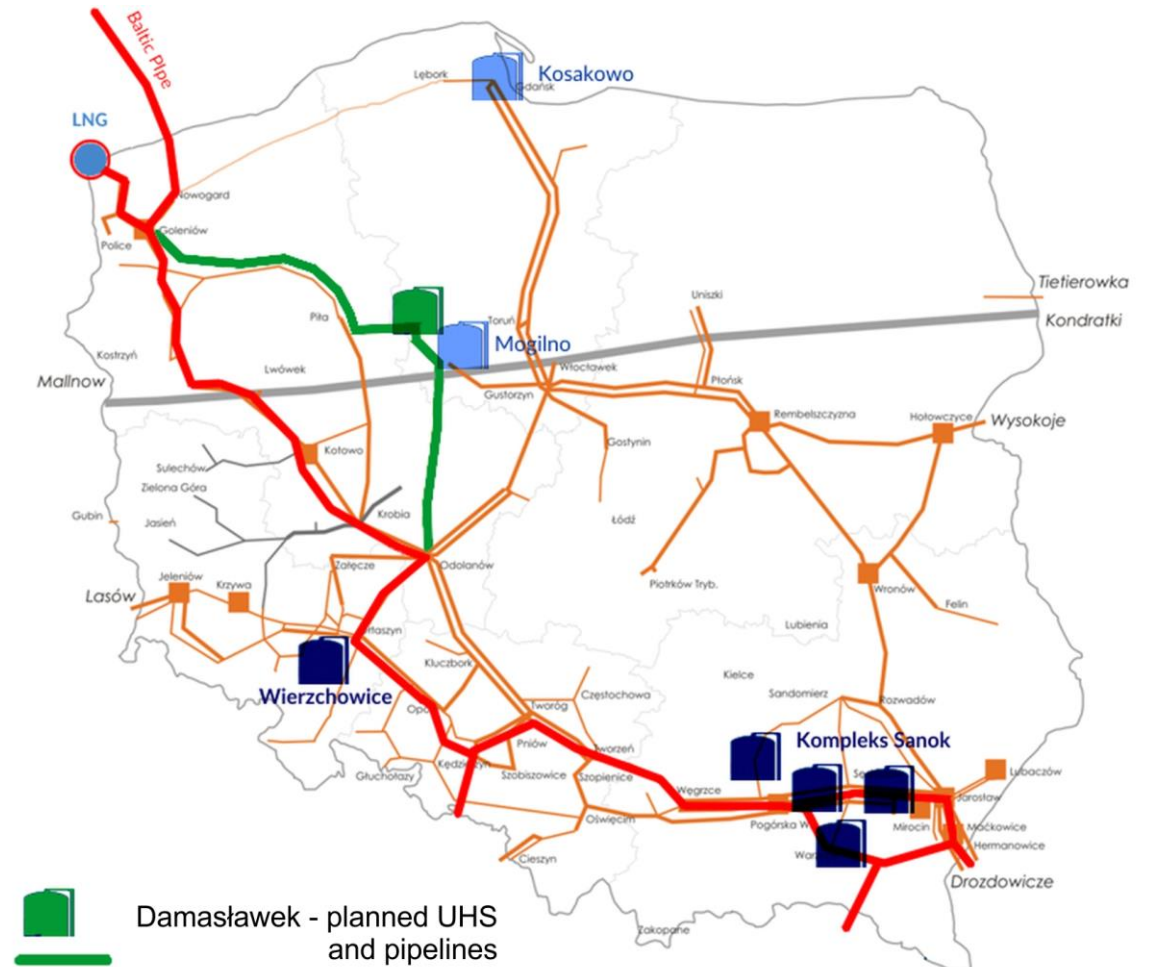 Baltic Pipe
LNG
Lębork
Kosakowo
Gdańsk
Nowogard
Goleniów
Police
Tietierowka
Uniszki
Piła
Toruń
Kondratki
Mogilno
Kostrzyń
Lwówek
Włocławek
Mallnow
Gustorzyn
Płońsk
Rembelszczyzna
Hołowczyce
Wysokoje
Gostynin
Kotowo
Sulechów
Zielona Góra
Gubin
Jasień
Krobia
Łódź
Załęcze
Odolanów
Jeleniów
Krzywa
Piotrków Tryb.
Wronów
Lasów
Felin
Lubienia
Kluczbork
Kielce
Wierzchowice
Częstochowa
Sandomierz
Rozwadów
Tworóg
Kompleks Sanok
Pniów
Głuchołazy
Szobiszowice
Szopienice
Lubaczów
Węgrzce
Jarosław
Oświęcim
Pogórska W
Mirocin
Maćkowice
Hermanowice
Cieszyn
Drozdowicze
Zakopane
Damasławek - planned UHS
and pipelines